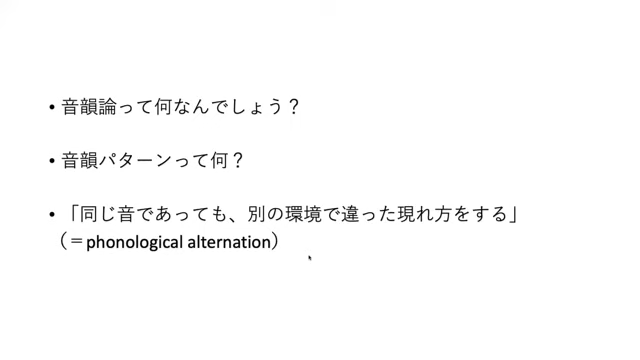 • 音韻論って何なんでしょう？
• 音韻パターンって何？
• 「同じ音であっても、別の環境で違った現れ方をする」
（＝phonological alternation）